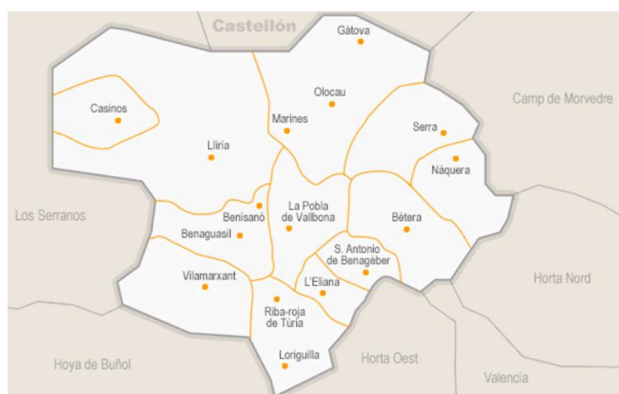 Castellón
Gàtova
Casinos
Olocau
Camp de Morvedre
Marines
Serra
Llíria
Náquera
Los Serranos
Benisanó
La Pobla
de Vallbona
Bétera
Benaguasil
S. Antonio
de Benagéber
Vilamarxant
L'Eliana
Horta Nord
Riba-roja
de Túria
Loriguilla
Horta Oest
Hoya de Buñol
Valencia